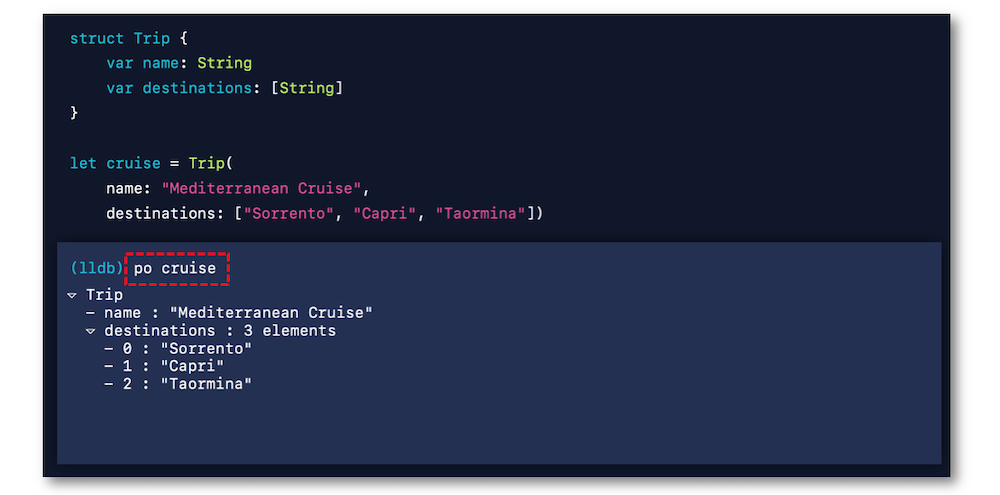 struct Trip {
    var name: String
    var destinations: [String]
}
let cruise = Trip(
    name: "Mediterranean Cruise",
    destinations: ["Sorrento", "Capri", "Taormina"])
(lldb) po cruise
▿ Trip
  – name : "Mediterranean Cruise"
  ▿ destinations : 3 elements
    – 0 : "Sorrento"
    – 1 : "Capri"
    – 2 : "Taormina"